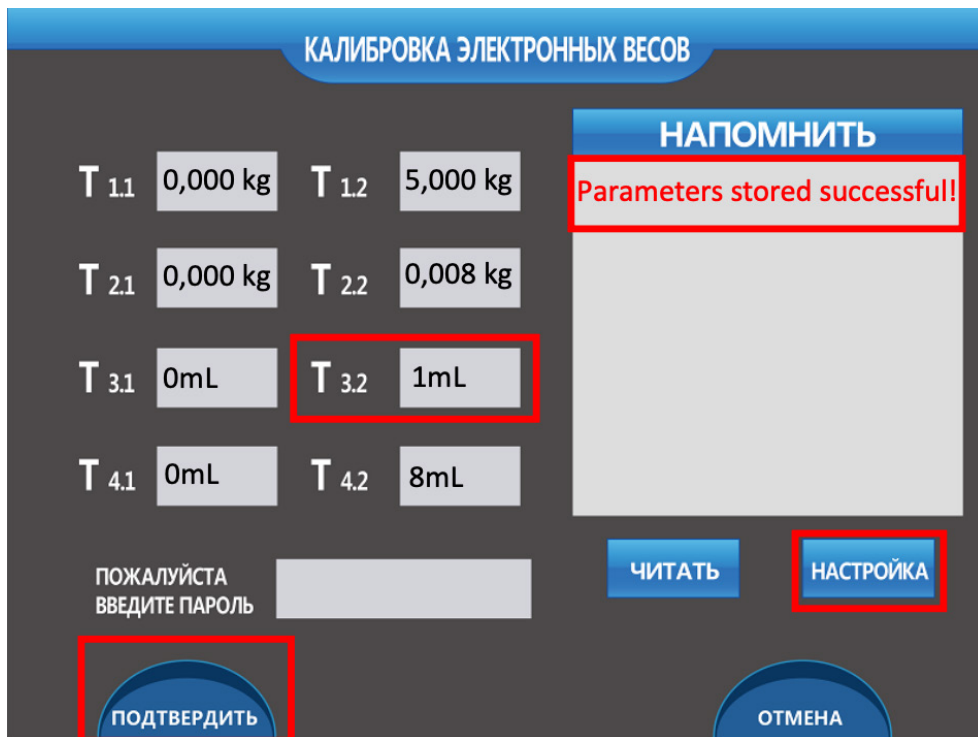 КАЛИБРОВКА ЭЛЕКТРОННЫХ ВЕСОВ
НАПОМНИТЬ
Parameters stored successful!
T 1.1 0,000 kg T 1.2 5,000 kg
T 2.1 0,000 kg T 2.2 0,008 kg
T 3.1 0mL T 3.2 1mL
T 4.1 0mL T 4.2 8mL
ЧИТАТЬ НАСТРОЙКА
ПОЖАЛУЙСТА
ВВЕДИТЕ ПАРОЛЬ
ПОДТВЕРДИТЬ ОТМЕНА